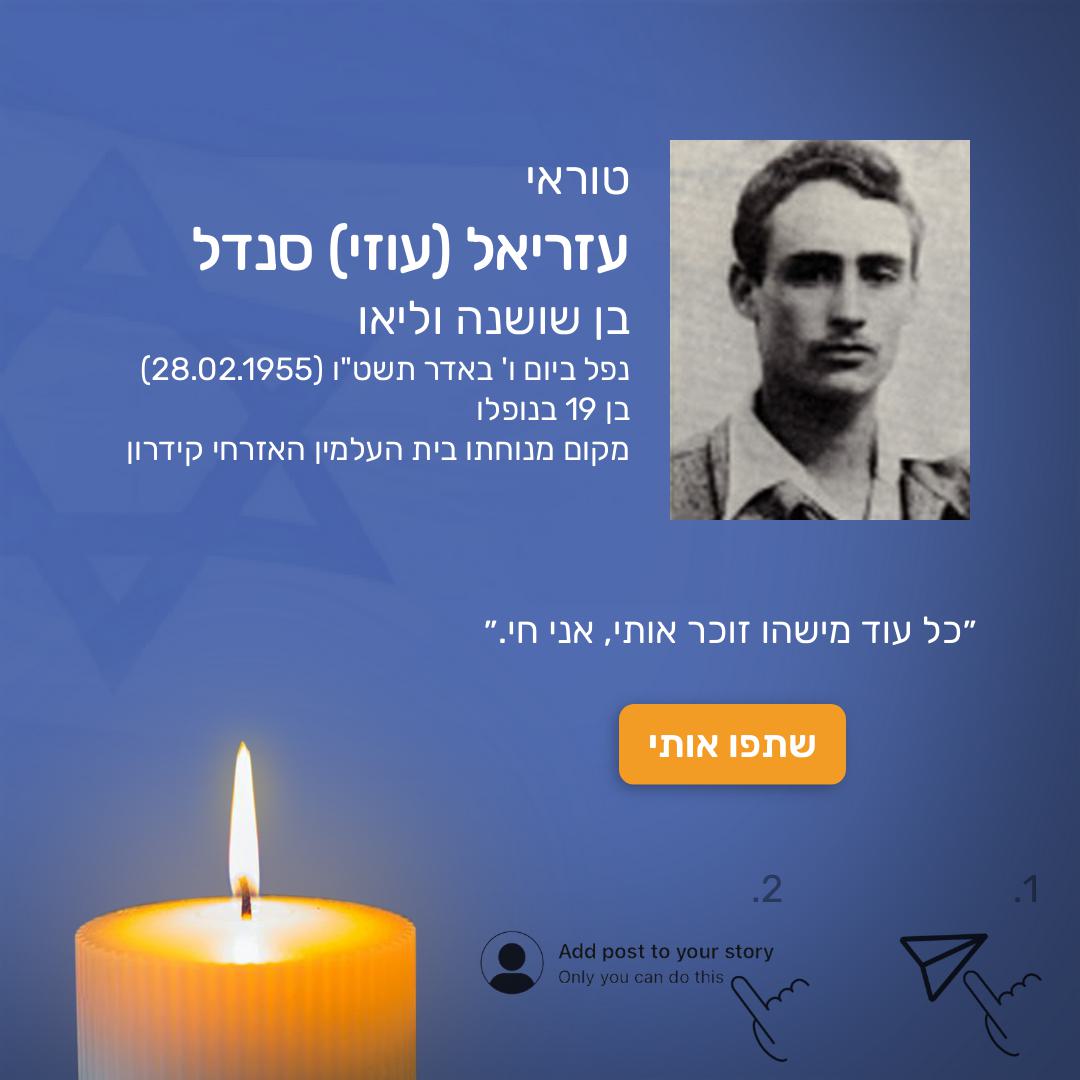 טוראי
עזריאל (עוזי) סנדל
בן שושנה וליאו
נפל ביום ו' באדר תשט"ו (28.02.1955)
בן 19 בנופלו
מקום מנוחתו בית העלמין האזרחי קידרון
״כל עוד מישהו זוכר אותי, אני חי.״
שתפו אותי
.1
.2
Add post to your story
Only you can do this